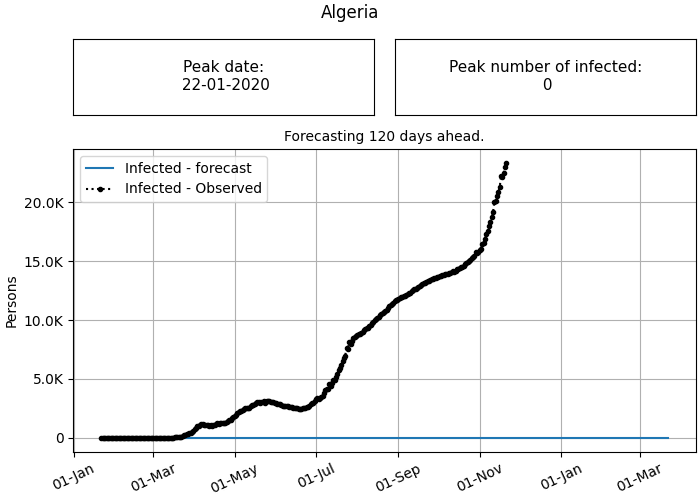 Algeria
Peak date:
22-01-2020
Peak number of infected:
0
Forecasting 120 days ahead.
Infected - forecast
Infected - Observed
20.0K
15.0K
10.0K
5.0K
0
Persons
01-Jan
01-Mar
01-May
01-Jul
01-Sep
01-Nov
01-Jan
01-Mar